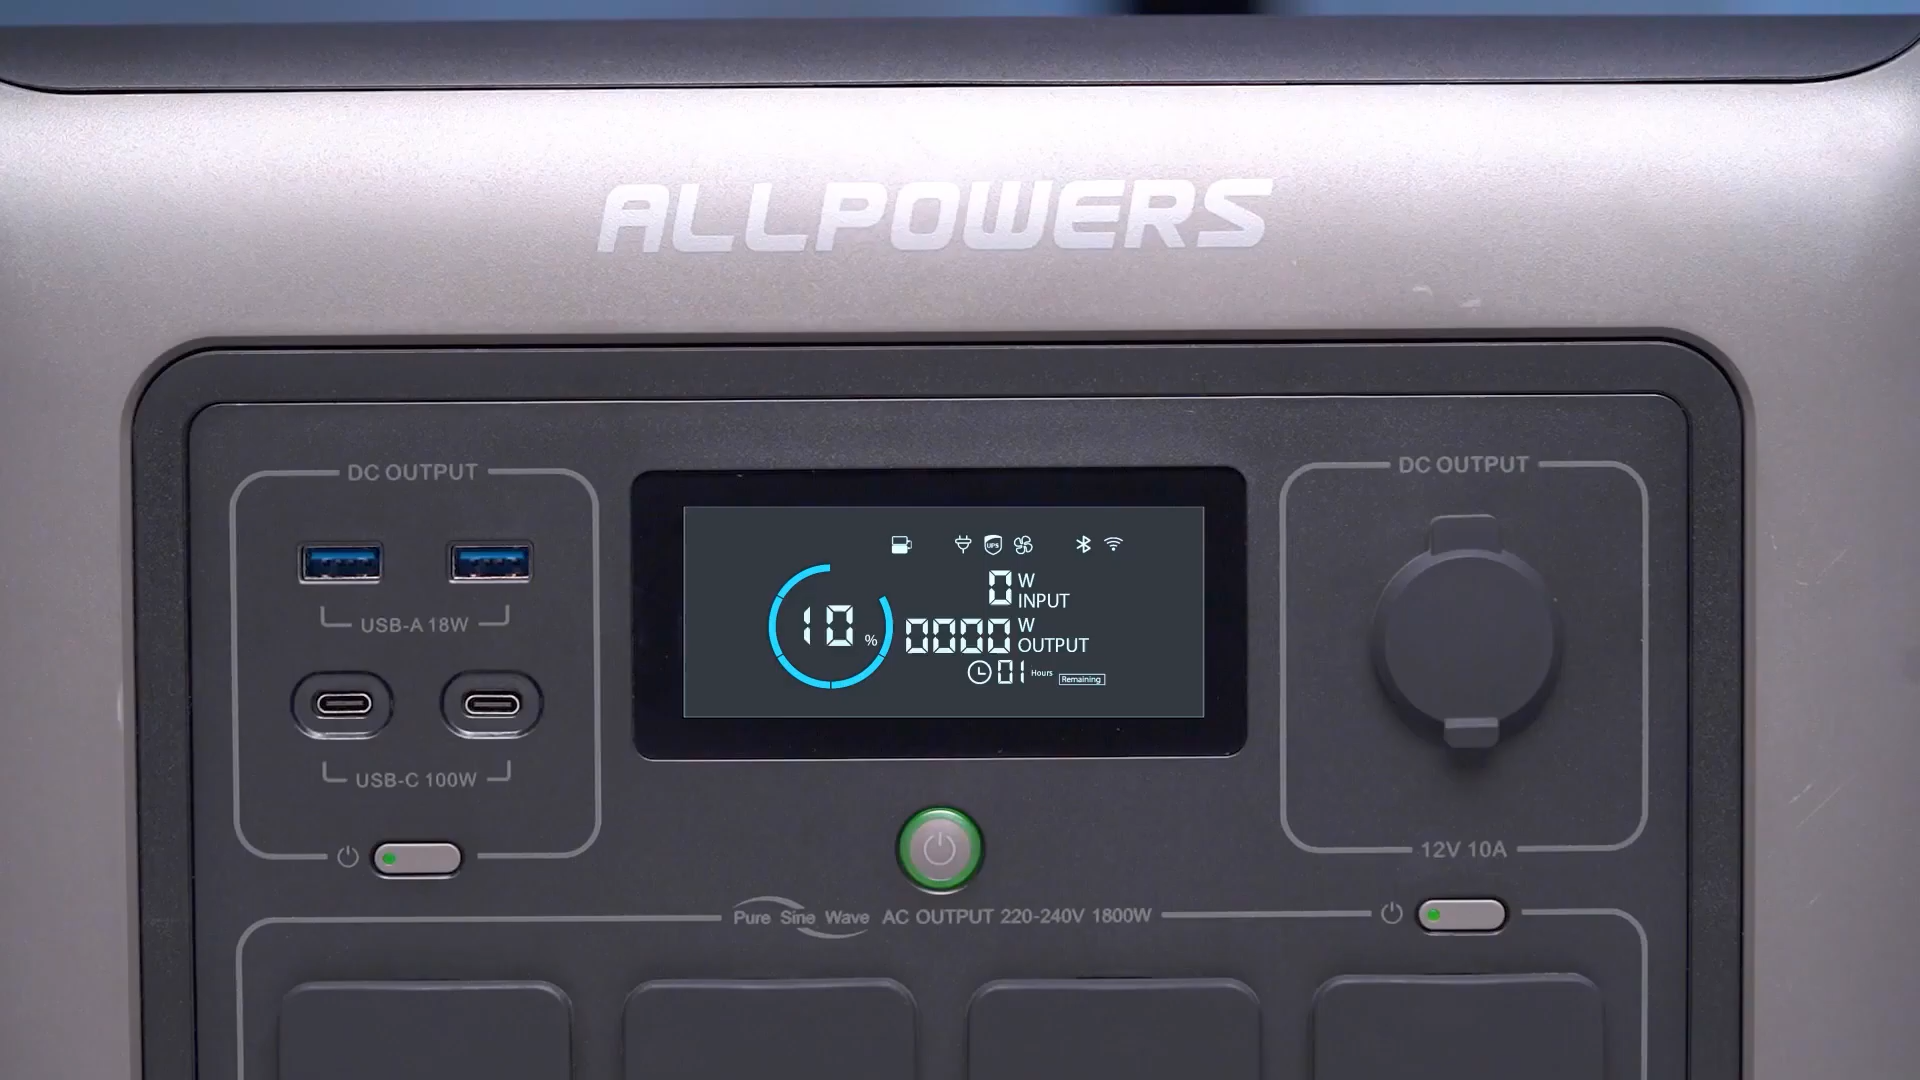 ALLPOWERS
DC OUTPUT
USB-A 18W
USB-C 100W
UPS
10 %
0 W
INPUT
0000 W
OUTPUT
01 Hours Remaining
DC OUTPUT
12V 10A
Pure Sine Wave AC OUTPUT 220-240V 1800W